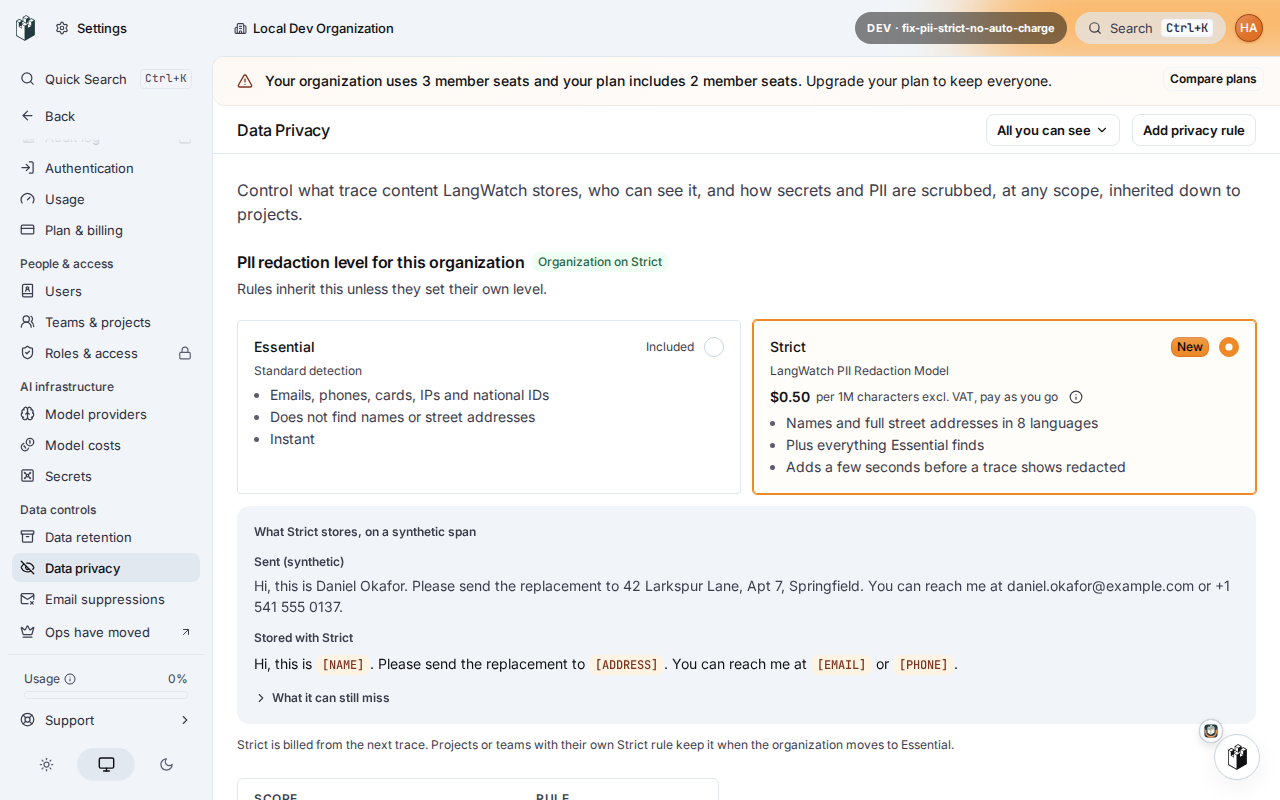 Settings
Local Dev Organization
DEV · fix-pii-strict-no-auto-charge
Search Ctrl+K
HA
Quick Search Ctrl+K
Back
Audit log
Authentication
Usage
Plan & billing
People & access
Users
Teams & projects
Roles & access
AI infrastructure
Model providers
Model costs
Secrets
Data controls
Data retention
Data privacy
Email suppressions
Ops have moved
Usage 0%
Support
Your organization uses 3 member seats and your plan includes 2 member seats. Upgrade your plan to keep everyone.
Compare plans
Data Privacy
All you can see
Add privacy rule
Control what trace content LangWatch stores, who can see it, and how secrets and PII are scrubbed, at any scope, inherited down to
projects.
PII redaction level for this organization Organization on Strict
Rules inherit this unless they set their own level.
Essential Included
Standard detection
Emails, phones, cards, IPs and national IDs
Does not find names or street addresses
Instant
Strict New
LangWatch PII Redaction Model
$0.50 per 1M characters excl. VAT, pay as you go
Names and full street addresses in 8 languages
Plus everything Essential finds
Adds a few seconds before a trace shows redacted
What Strict stores, on a synthetic span
Sent (synthetic)
Hi, this is Daniel Okafor. Please send the replacement to 42 Larkspur Lane, Apt 7, Springfield. You can reach me at daniel.okafor@example.com or +1
541 555 0137.
Stored with Strict
Hi, this is [NAME]. Please send the replacement to [ADDRESS]. You can reach me at [EMAIL] or [PHONE].
What it can still miss
Strict is billed from the next trace. Projects or teams with their own Strict rule keep it when the organization moves to Essential.
SCOPE RULE